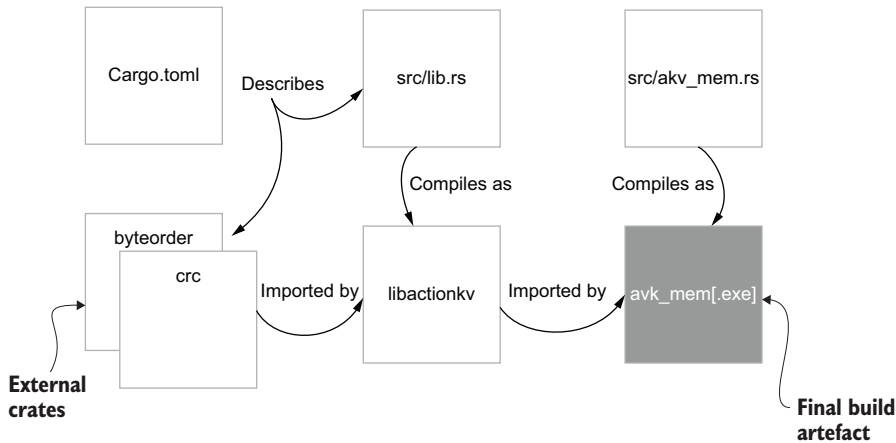 Cargo.toml
Describes
src/lib.rs
src/akv_mem.rs
Compiles as
Compiles as
byteorder
crc
Imported by
libactionkv
Imported by
avk_mem[.exe]
External
crates
Final build
artefact